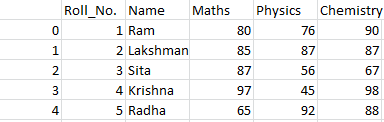 Roll_No. Name Maths Physics Chemistry
0 1 Ram 80 76 90
1 2 Lakshman 85 87 87
2 3 Sita 87 56 67
3 4 Krishna 97 45 98
4 5 Radha 65 92 88